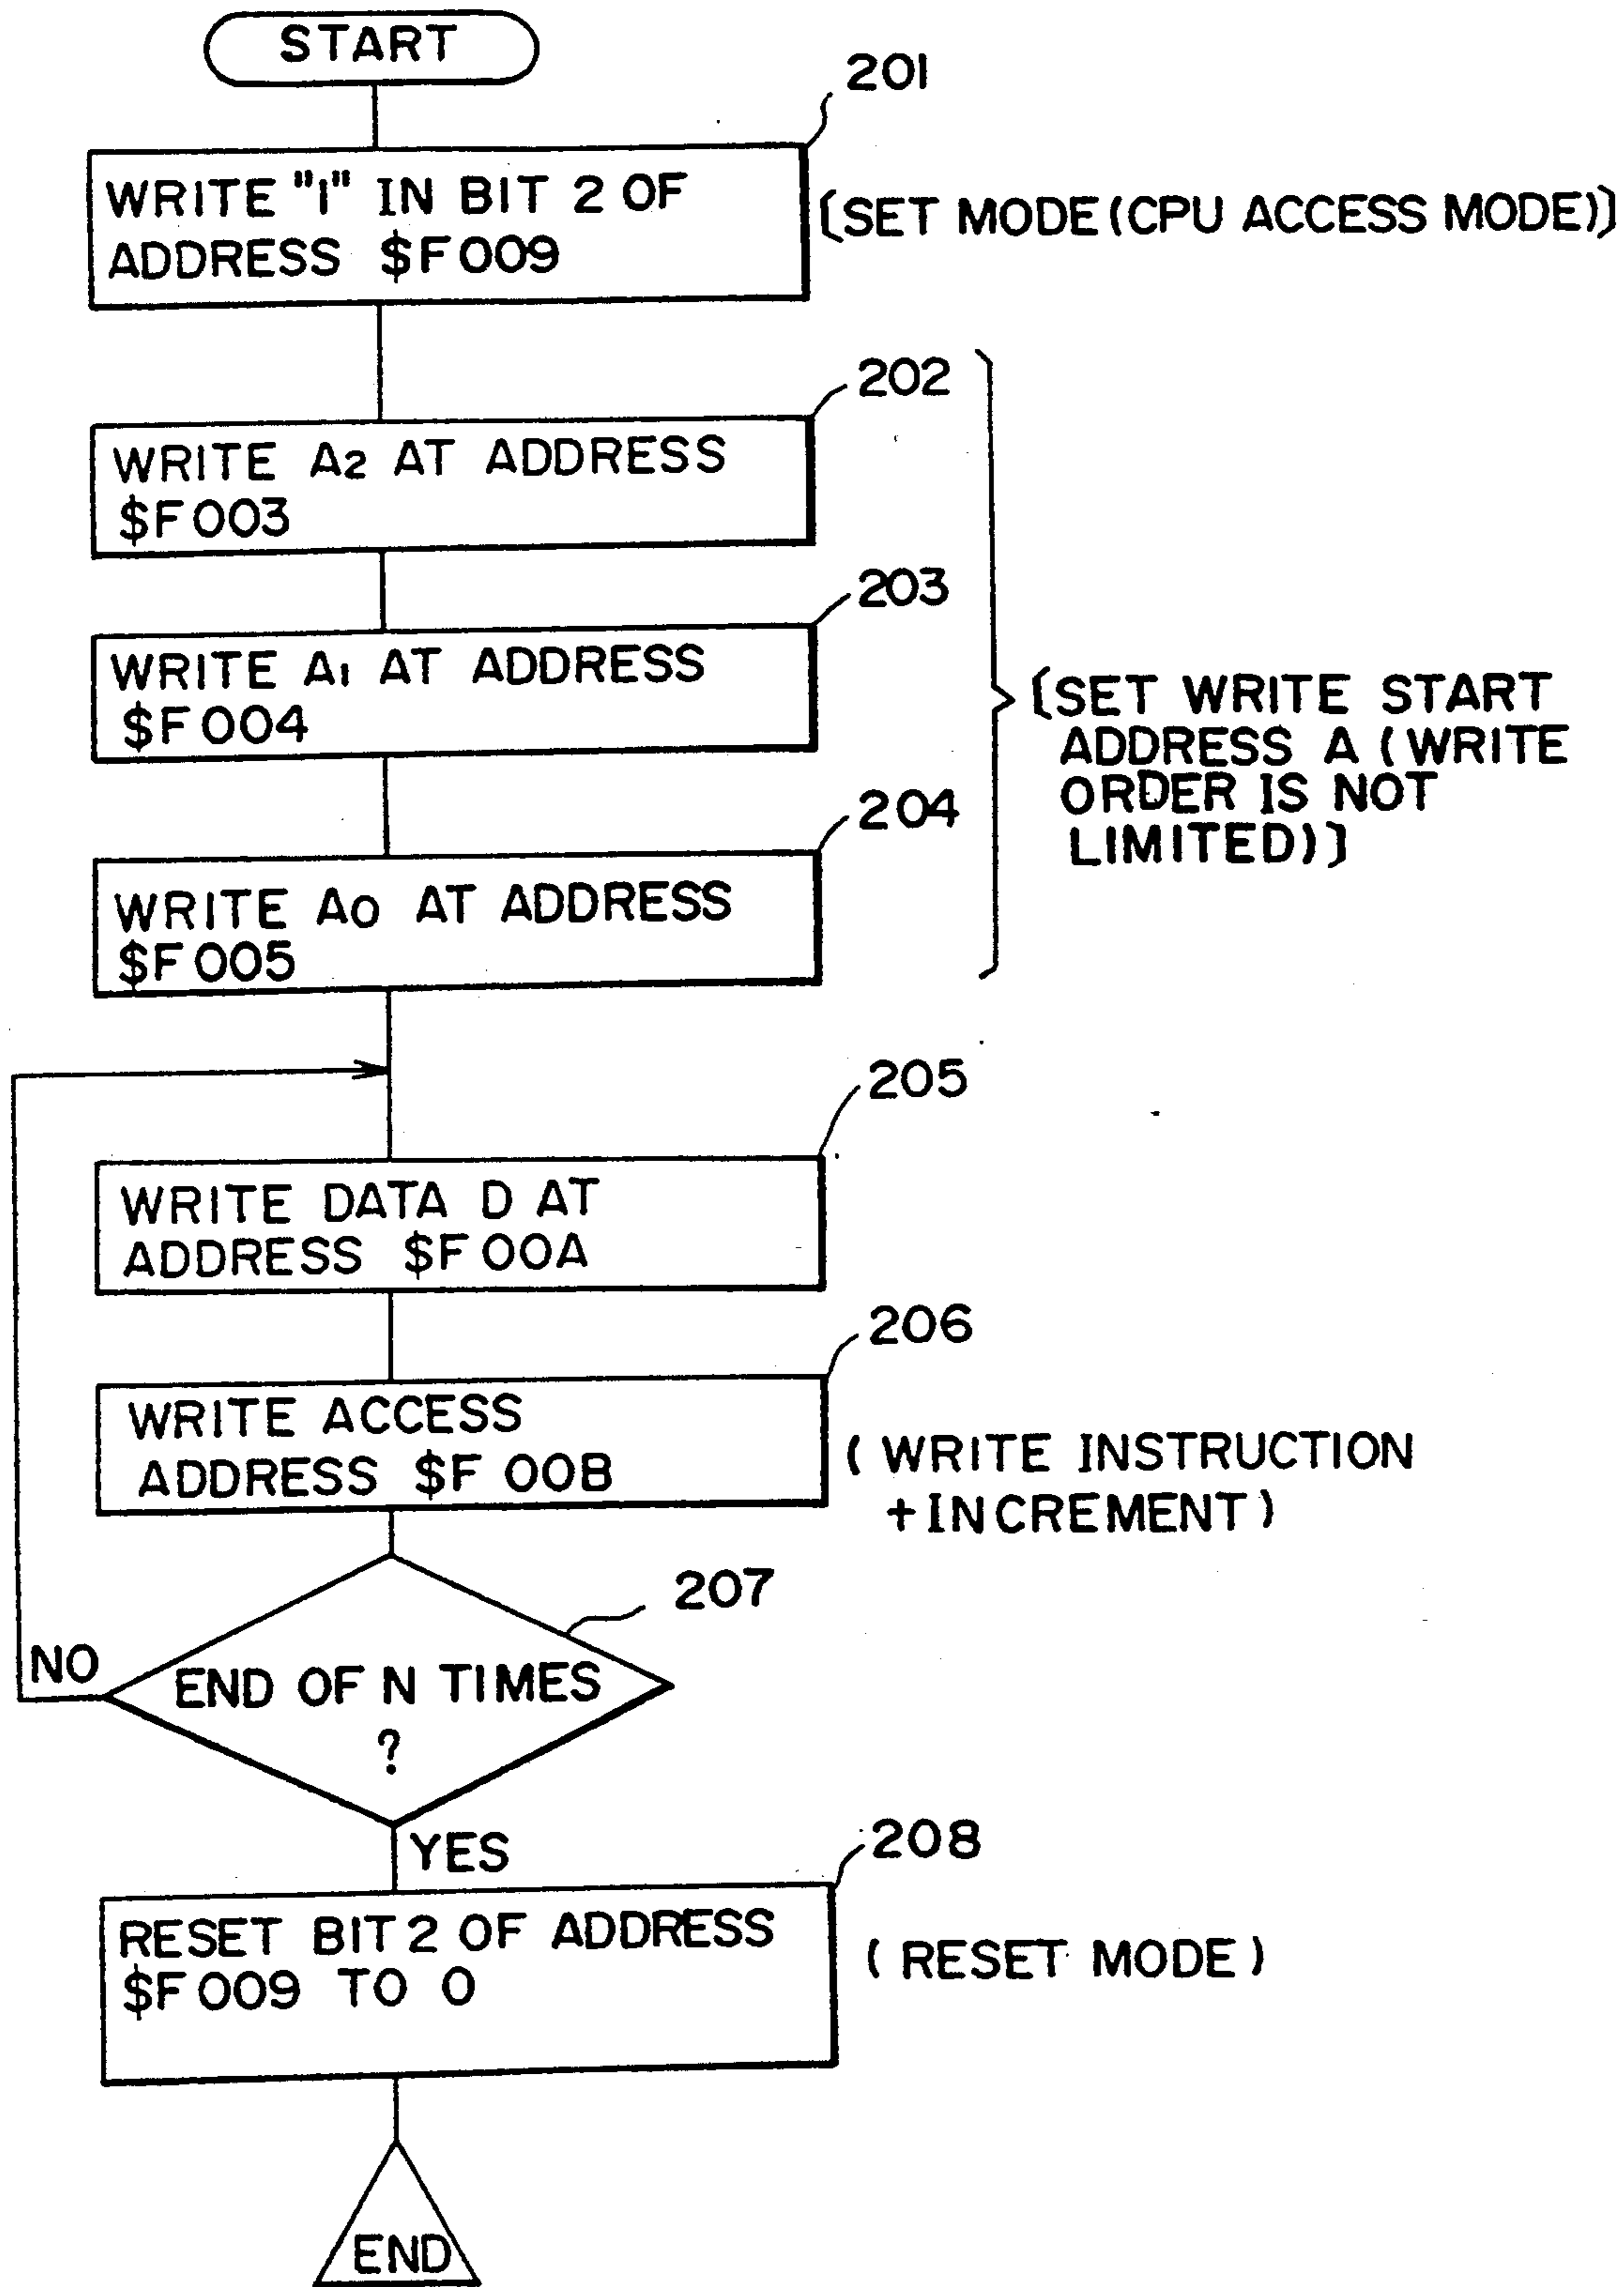 START
201
WRITE "1" IN BIT 2 OF
ADDRESS $F009
[SET MODE (CPU ACCESS MODE)]
202
WRITE A2 AT ADDRESS
$F003
203
WRITE A1 AT ADDRESS
$F004
[SET WRITE START
ADDRESS A (WRITE
ORDER IS NOT
LIMITED)]
204
WRITE A0 AT ADDRESS
$F005
205
WRITE DATA D AT
ADDRESS $F00A
206
WRITE ACCESS
ADDRESS $F00B
(WRITE INSTRUCTION
+INCREMENT)
207
NO
END OF N TIMES
?
YES
208
RESET BIT 2 OF ADDRESS
$F009 TO 0
(RESET MODE)
END